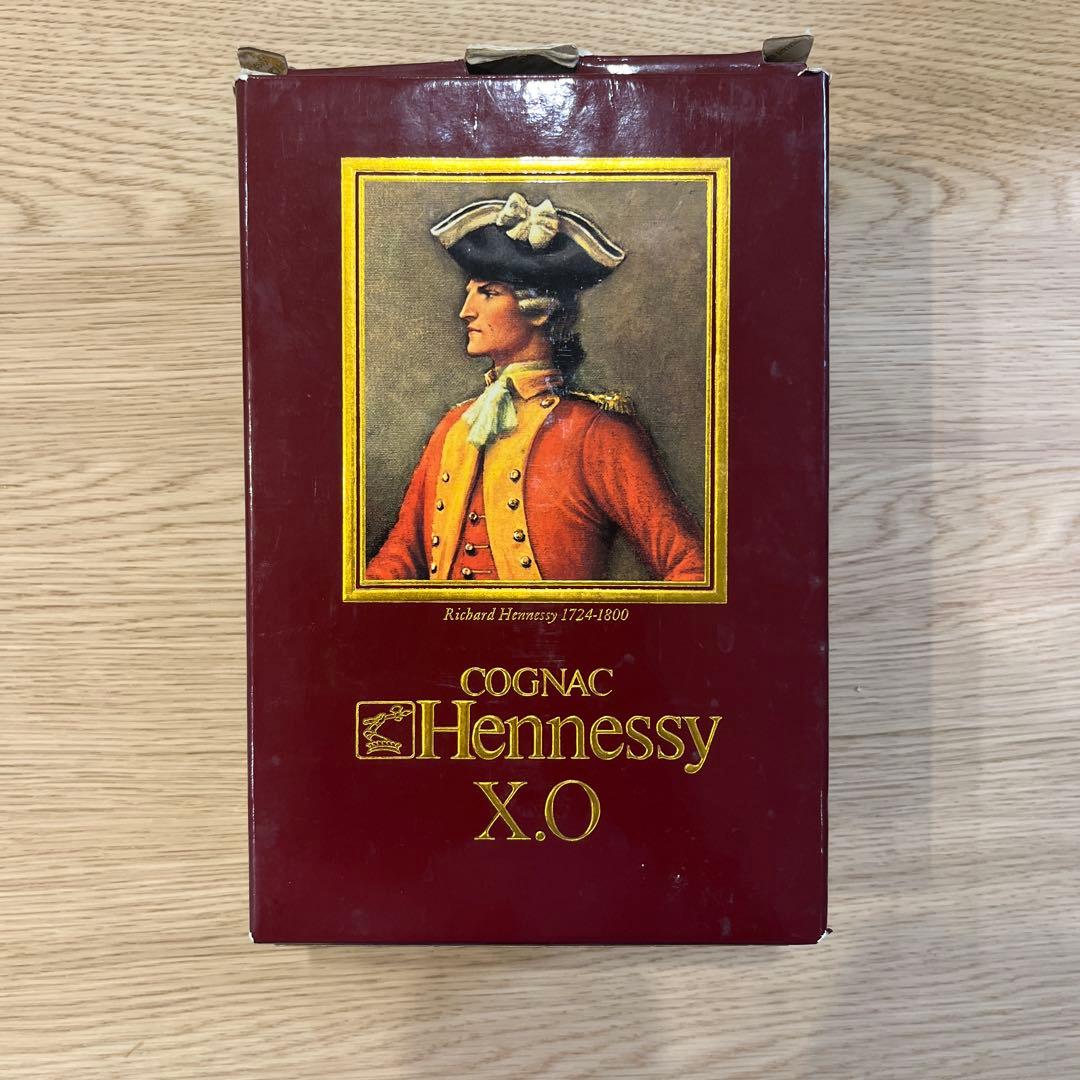 Richard Hennessy 1724-1800
COGNAC
Hennessy
X.O